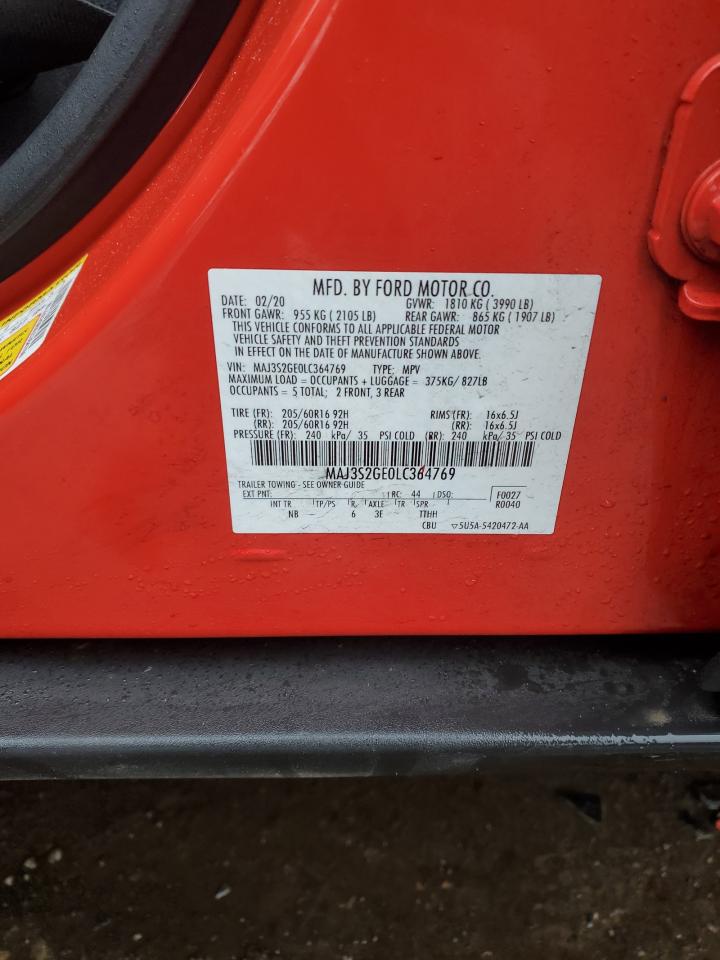 MFD. BY FORD MOTOR CO.
DATE: 02/20 GVWR: 1810 KG ( 3990 LB)
FRONT GAWR: 955 KG ( 2105 LB) REAR GAWR: 865 KG ( 1907 LB)
THIS VEHICLE CONFORMS TO ALL APPLICABLE FEDERAL MOTOR
VEHICLE SAFETY AND THEFT PREVENTION STANDARDS
IN EFFECT ON THE DATE OF MANUFACTURE SHOWN ABOVE.
VIN: MAJ3S2GE0LC364769 TYPE: MPV
MAXIMUM LOAD = OCCUPANTS + LUGGAGE = 375KG/ 827LB
OCCUPANTS = 5 TOTAL; 2 FRONT, 3 REAR
TIRE (FR): 205/60R16 92H RIMS(FR): 16x6.5J
(RR): 205/60R16 92H (RR): 16x6.5J
PRESSURE (FR): 240 kPa/ 35 PSI COLD (RR): 240 kPa/ 35 PSI COLD
MAJ3S2GE0LC364769
TRAILER TOWING - SEE OWNER GUIDE
EXT PNT: RC: 44 DSO: F0027
INT TR TP/PS R AXLE TR SPR R0040
NB 6 3F TTHH
CBU ▽5U5A-5420472-AA